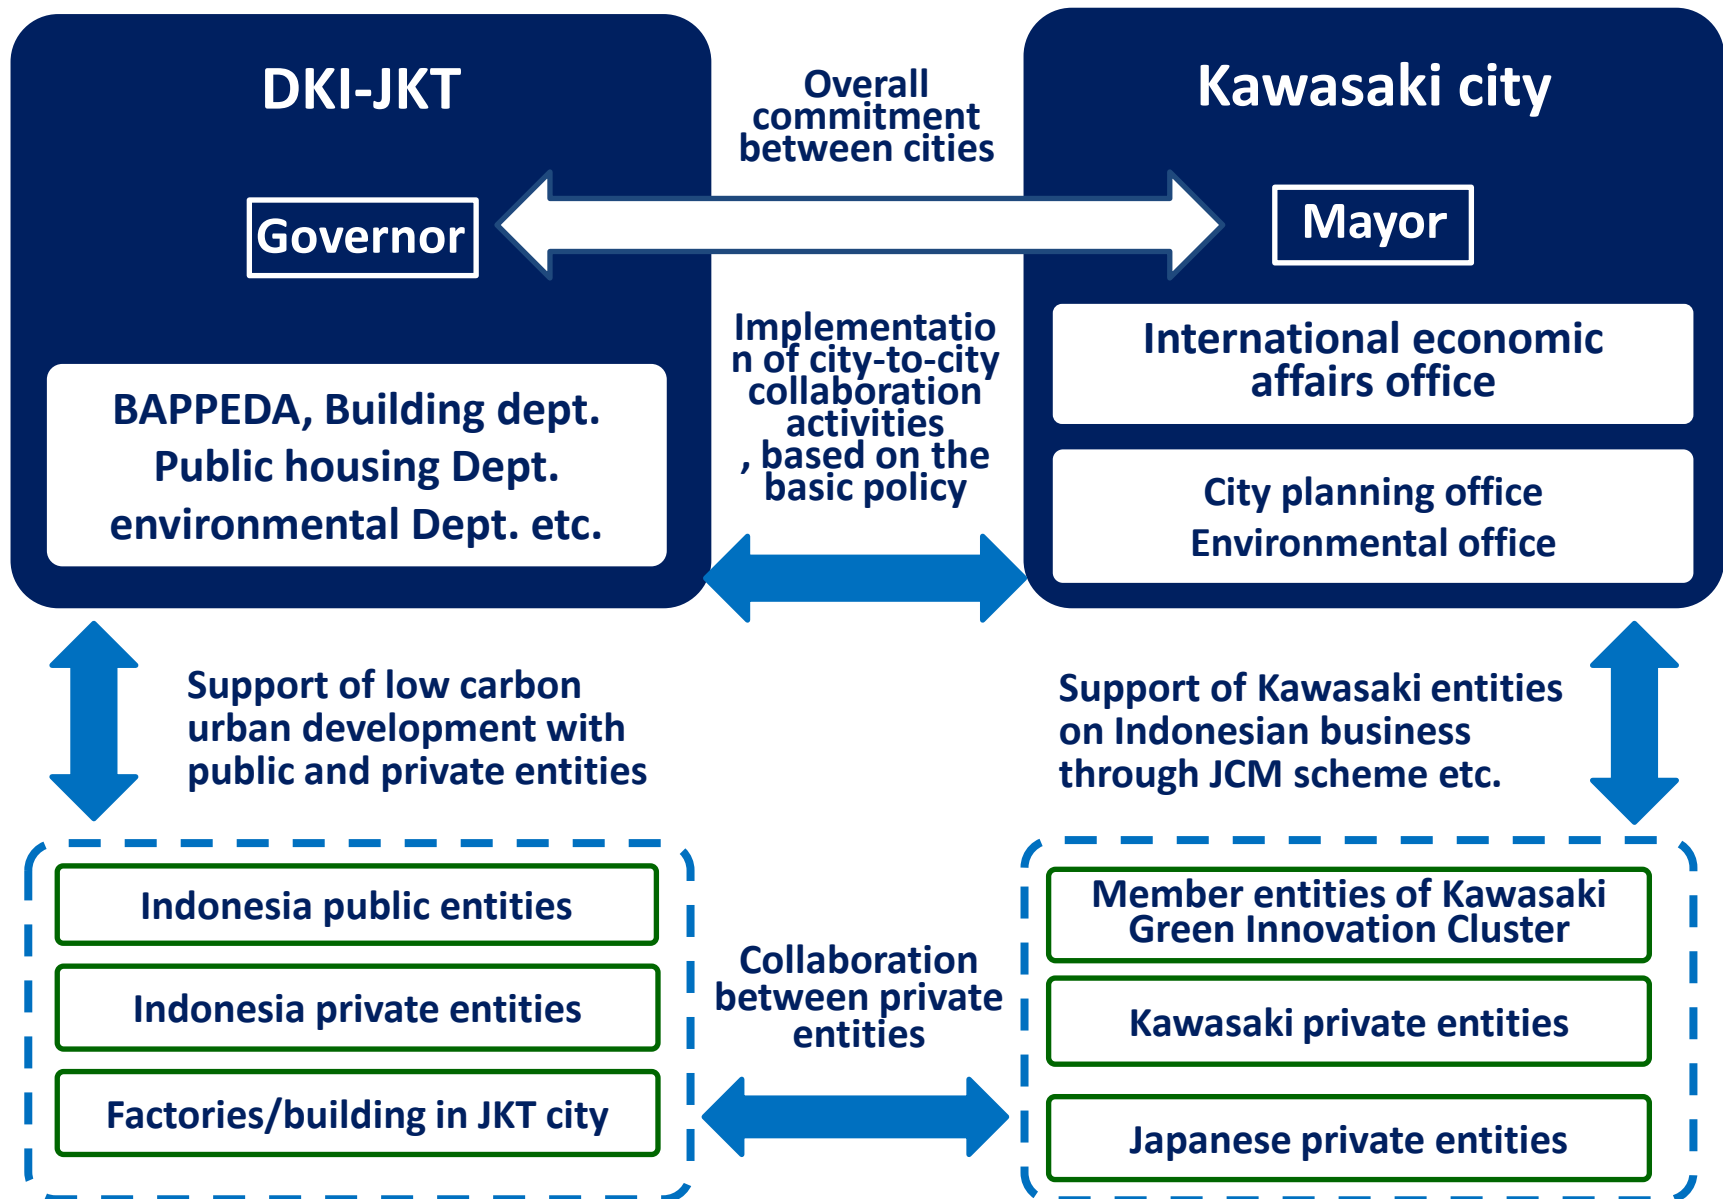 DKI-JKT
Governor
BAPPEDA, Building dept.
Public housing Dept.
environmental Dept. etc.
Overall
commitment
between cities
Implementatio
n of city-to-city
collaboration
activities
, based on the
basic policy
Kawasaki city
Mayor
International economic
affairs office
City planning office
Environmental office
Support of low carbon
urban development with
public and private entities
Support of Kawasaki entities
on Indonesian business
through JCM scheme etc.
Indonesia public entities
Indonesia private entities
Factories/building in JKT city
Collaboration
between private
entities
Member entities of Kawasaki
Green Innovation Cluster
Kawasaki private entities
Japanese private entities